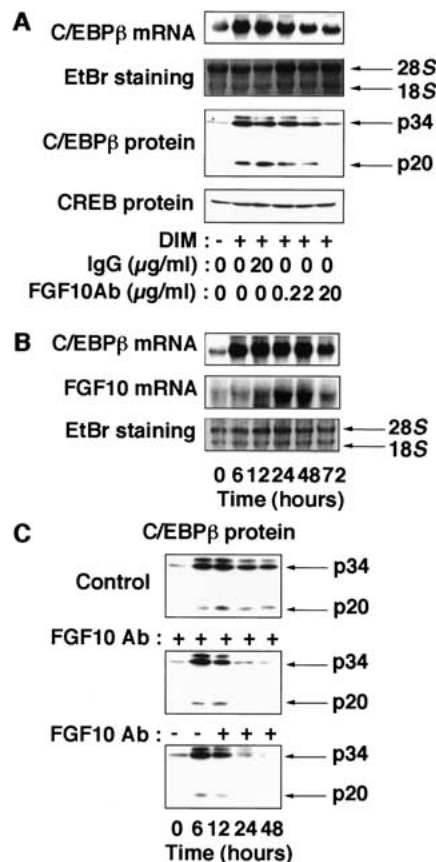 A
C/EBPβ mRNA
EtBr staining
28S
18S
C/EBPβ protein
p34
p20
CREB protein
DIM : - + + + + +
IgG (μg/ml) 0 0 20 0 0 0
FGF10Ab (μg/ml) 0 0 0 0.22 20
B
C/EBPβ mRNA
FGF10 mRNA
EtBr staining
28S
18S
0 6 12 24 48 72
Time (hours)
C
C/EBPβ protein
Control
p34
p20
FGF10 Ab : + + + + +
p34
p20
FGF10 Ab : - - + + +
p34
p20
0 6 12 24 48
Time (hours)